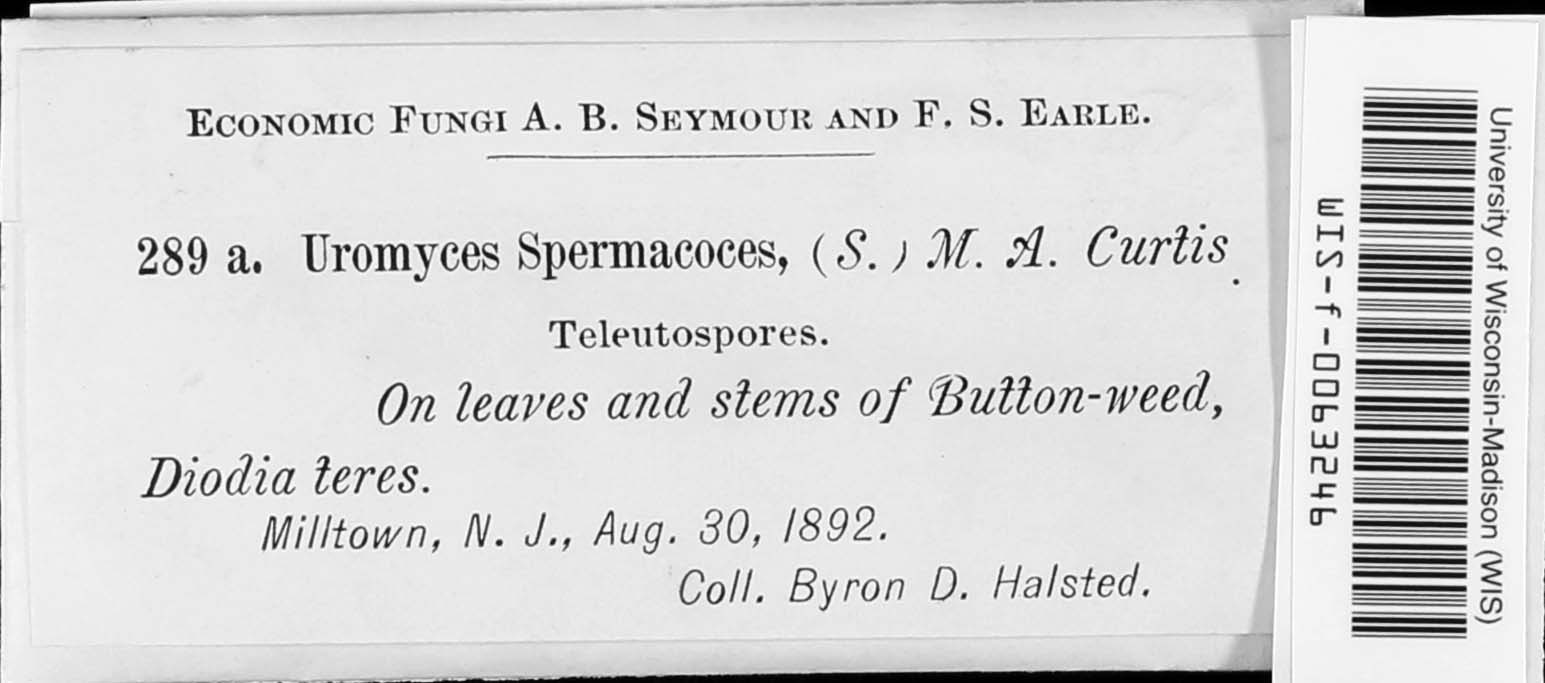 ECONOMIC FUNGI A. B. SEYMOUR AND F. S. EARLE.
289 a. Uromyces Spermacoces, (S.) M. A. Curtis.
Teleutospores.
On leaves and stems of Button-weed,
Diodia teres.
Milltown, N. J., Aug. 30, 1892.
Coll. Byron D. Halsted.
University of Wisconsin-Madison (WIS)
WIS-f-0063246